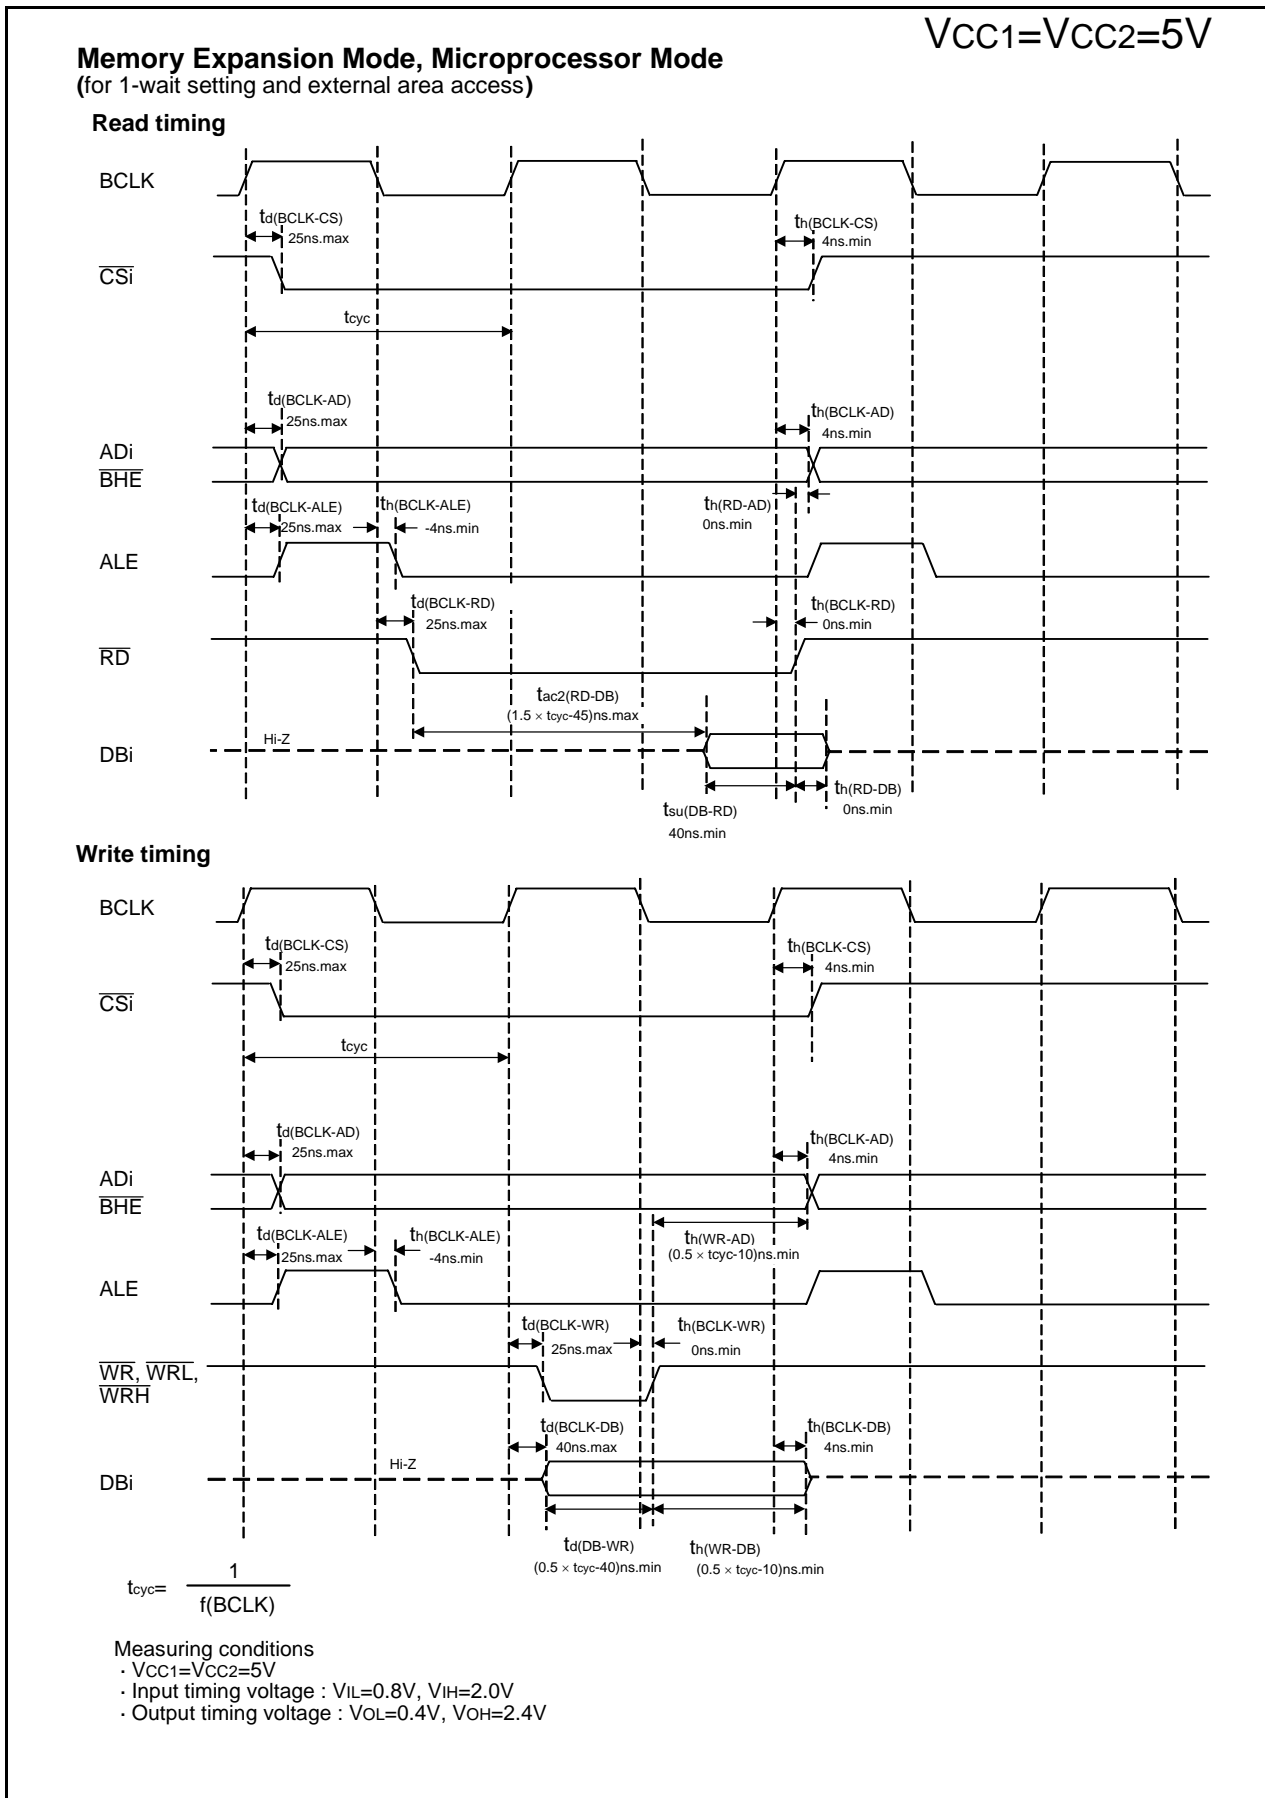 VCC1=VCC2=5V
Memory Expansion Mode, Microprocessor Mode
(for 1-wait setting and external area access)
Read timing
BCLK
td(BCLK-CS)
25ns.max
th(BCLK-CS)
4ns.min
CSi
tcyc
td(BCLK-AD)
25ns.max
th(BCLK-AD)
4ns.min
ADi
BHE
td(BCLK-ALE)
25ns.max
th(BCLK-ALE)
-4ns.min
th(RD-AD)
0ns.min
ALE
td(BCLK-RD)
25ns.max
th(BCLK-RD)
0ns.min
RD
tac2(RD-DB)
(1.5 × tcyc-45)ns.max
Hi-Z
DBi
tsu(DB-RD)
40ns.min
th(RD-DB)
0ns.min
Write timing
BCLK
td(BCLK-CS)
25ns.max
th(BCLK-CS)
4ns.min
CSi
tcyc
td(BCLK-AD)
25ns.max
th(BCLK-AD)
4ns.min
ADi
BHE
td(BCLK-ALE)
25ns.max
th(BCLK-ALE)
-4ns.min
th(WR-AD)
(0.5 × tcyc-10)ns.min
ALE
td(BCLK-WR)
25ns.max
th(BCLK-WR)
0ns.min
WR, WRL,
WRH
td(BCLK-DB)
40ns.max
th(BCLK-DB)
4ns.min
Hi-Z
DBi
td(DB-WR)
(0.5 × tcyc-40)ns.min
th(WR-DB)
(0.5 × tcyc-10)ns.min
tcyc= 1
f(BCLK)
Measuring conditions
· VCC1=VCC2=5V
· Input timing voltage : VIL=0.8V, VIH=2.0V
· Output timing voltage : VOL=0.4V, VOH=2.4V